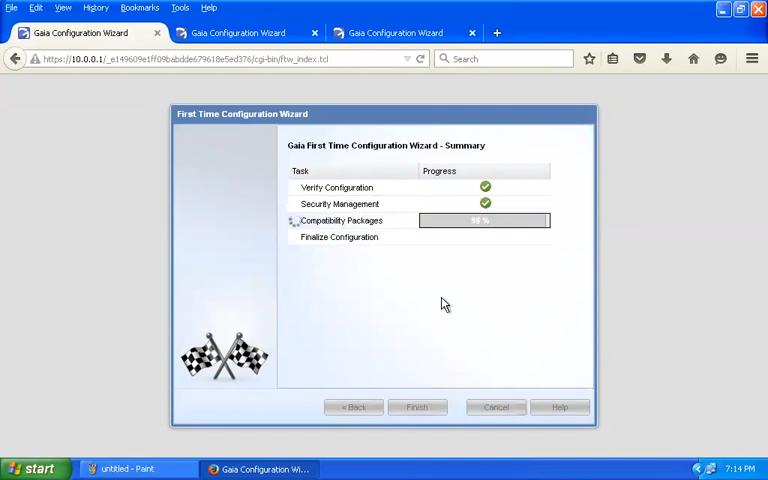 File Edit View History Bookmarks Tools Help
Gaia Configuration Wizard × Gaia Configuration Wizard × Gaia Configuration Wizard × +
https://10.0.0.1/_e149609e1ff09babdde679618e5ed376/cgi-bin/ftw_index.tcl Search
First Time Configuration Wizard
Gaia First Time Configuration Wizard - Summary
Task Progress
Verify Configuration
Security Management
Compatibility Packages 96 %
Finalize Configuration
< Back Finish Cancel Help
start untitled - Paint Gaia Configuration Wi... 7:14 PM